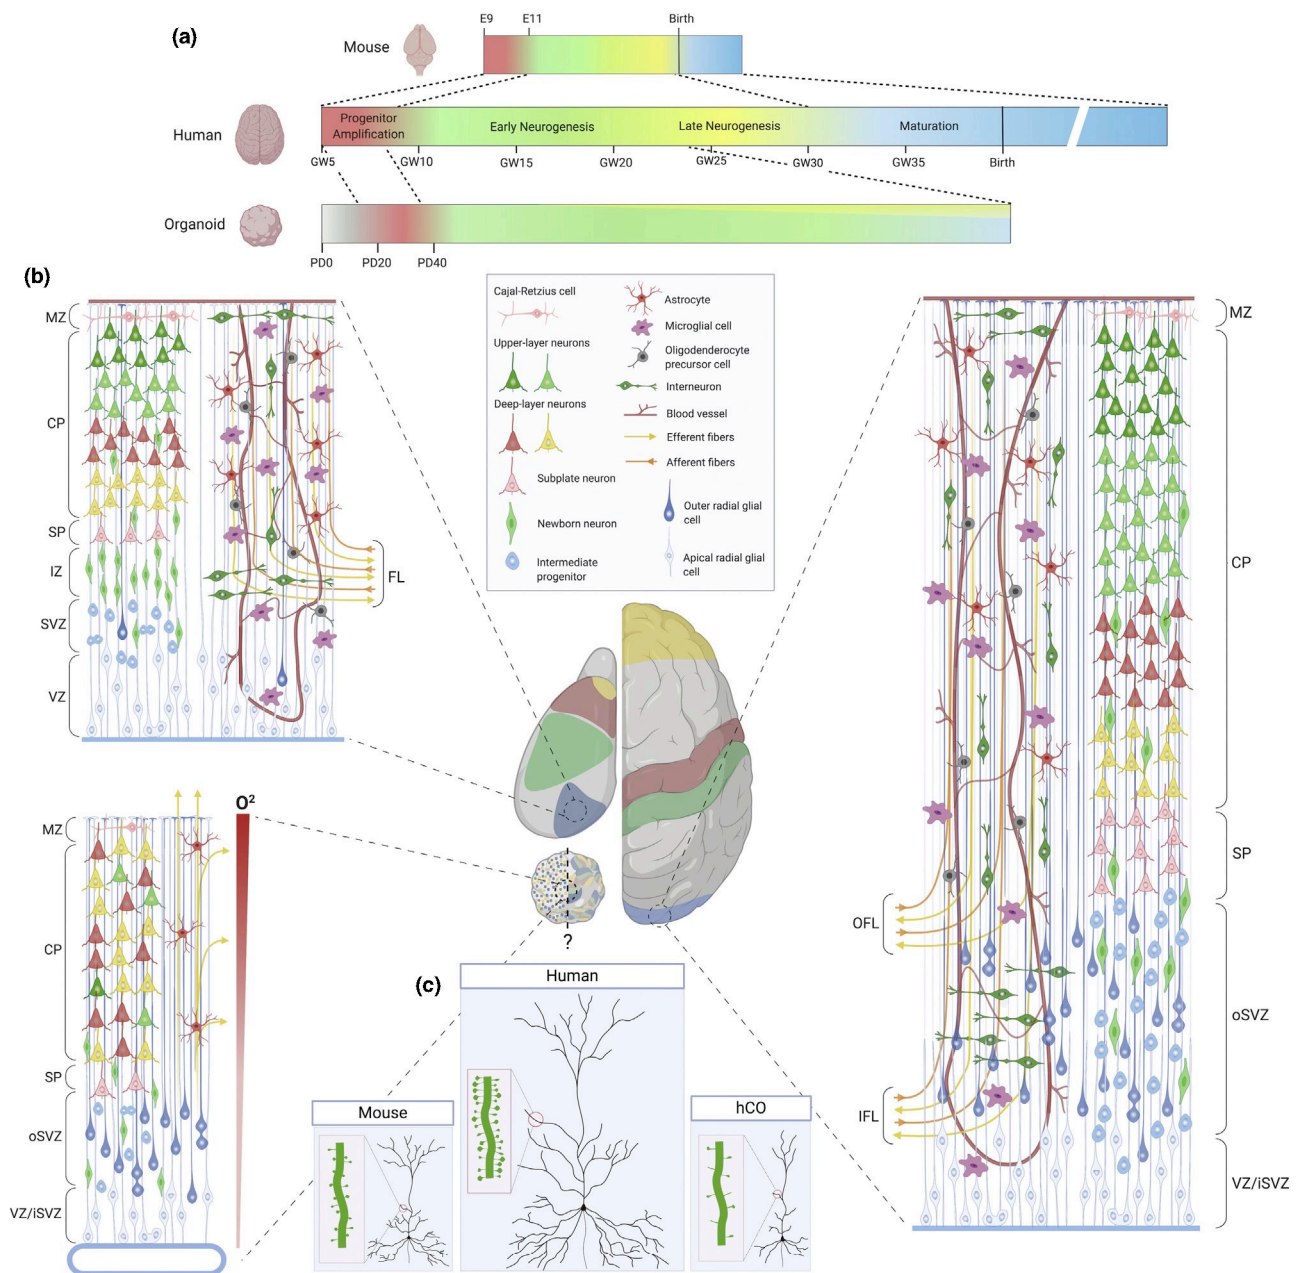 (a)
E9
E11
Birth
Mouse
Human
Progenitor
Amplification
Early Neurogenesis
Late Neurogenesis
Maturation
GW5
GW10
GW15
GW20
GW25
GW30
GW35
Birth
Organoid
PD0
PD20
PD40
(b)
MZ
CP
SP
IZ
SVZ
VZ
FL
Cajal-Retzius cell
Upper-layer neurons
Deep-layer neurons
Subplate neuron
Newborn neuron
Intermediate
progenitor
Astrocyte
Microglial cell
Oligodenderocyte
precursor cell
Interneuron
Blood vessel
Efferent fibers
Afferent fibers
Outer radial glial
cell
Apical radial glial
cell
MZ
CP
SP
oSVZ
VZ/iSVZ
OFL
IFL
O²
MZ
CP
SP
oSVZ
VZ/iSVZ
?
(c)
Human
Mouse
hCO